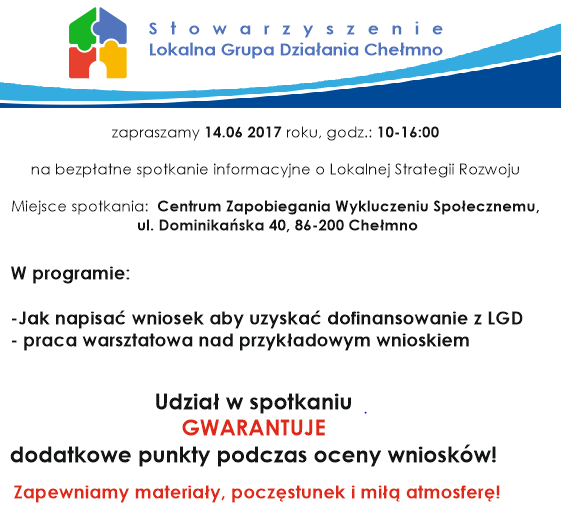 Stowarzyszenie
Lokalna Grupa Działania Chełmno
zapraszamy 14.06 2017 roku, godz.: 10-16:00
na bezpłatne spotkanie informacyjne o Lokalnej Strategii Rozwoju
Miejsce spotkania: Centrum Zapobiegania Wykluczeniu Społecznemu,
ul. Dominikańska 40, 86-200 Chełmno
W programie:
-Jak napisać wniosek aby uzyskać dofinansowanie z LGD
- praca warsztatowa nad przykładowym wnioskiem
Udział w spotkaniu
GWARANTUJE
dodatkowe punkty podczas oceny wniosków!
Zapewniamy materiały, poczęstunek i miłą atmosferę!